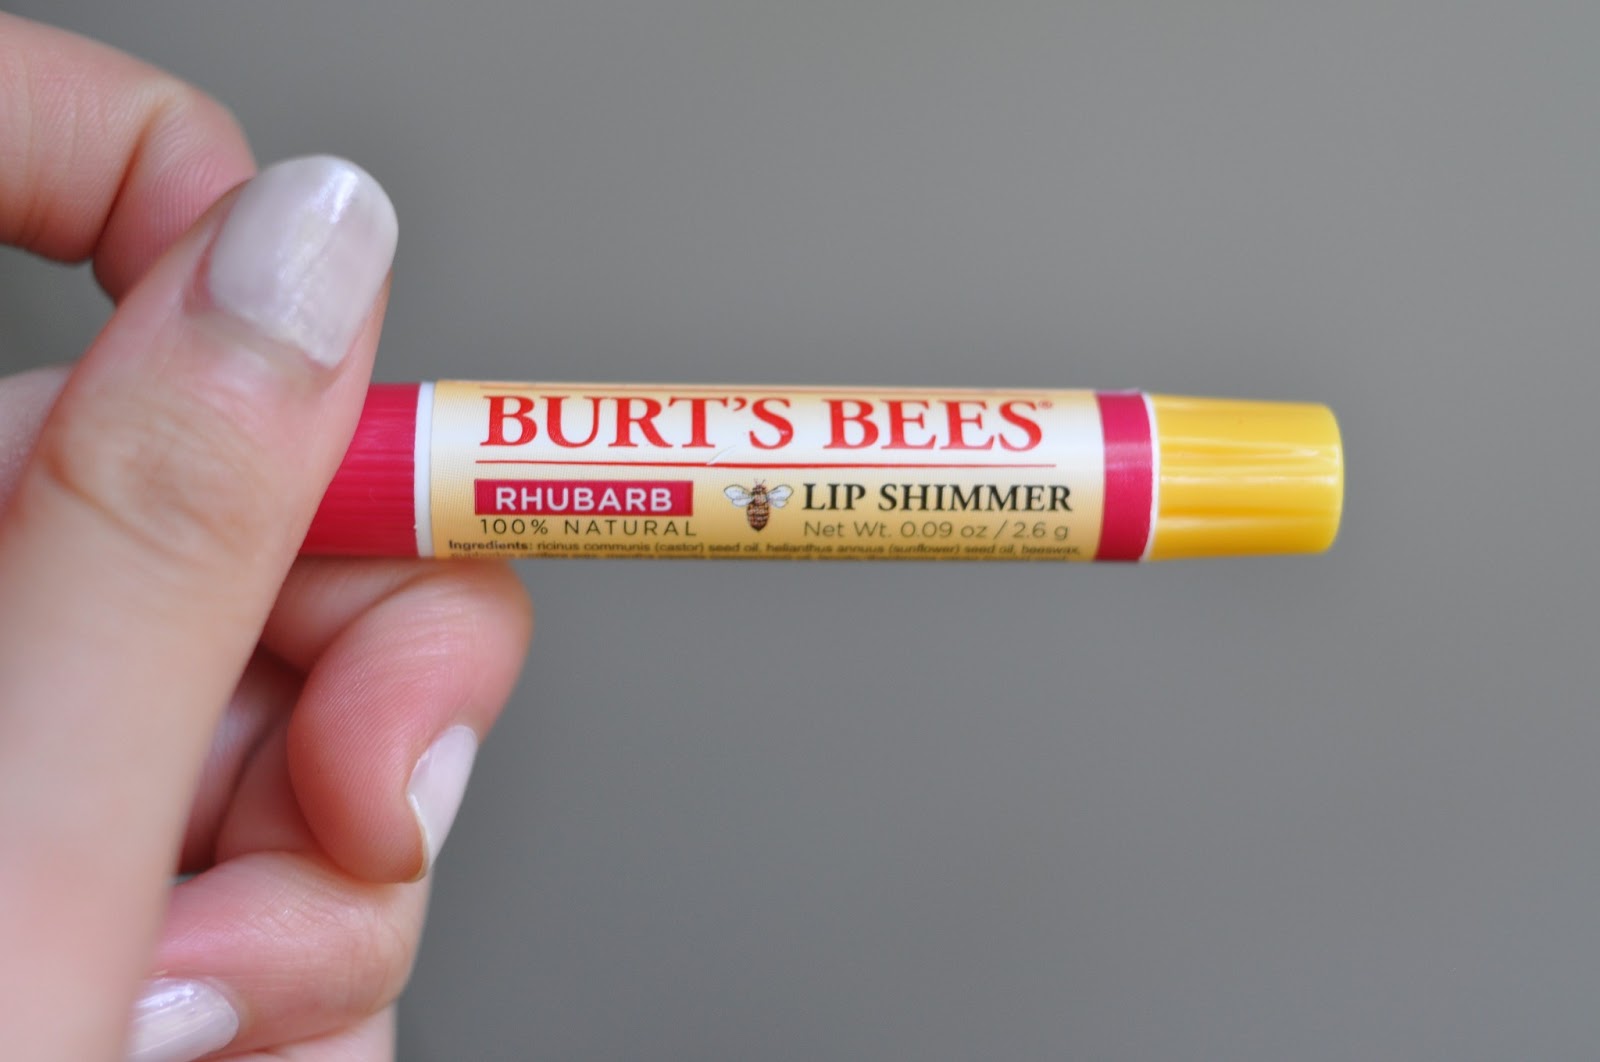 BURT'S BEES®
RHUBARB
100% NATURAL
LIP SHIMMER
Net Wt. 0.09 oz / 2.6 g
Ingredients: ricinus communis (castor) seed oil, helianthus annuus (sunflower) seed oil, beeswax,